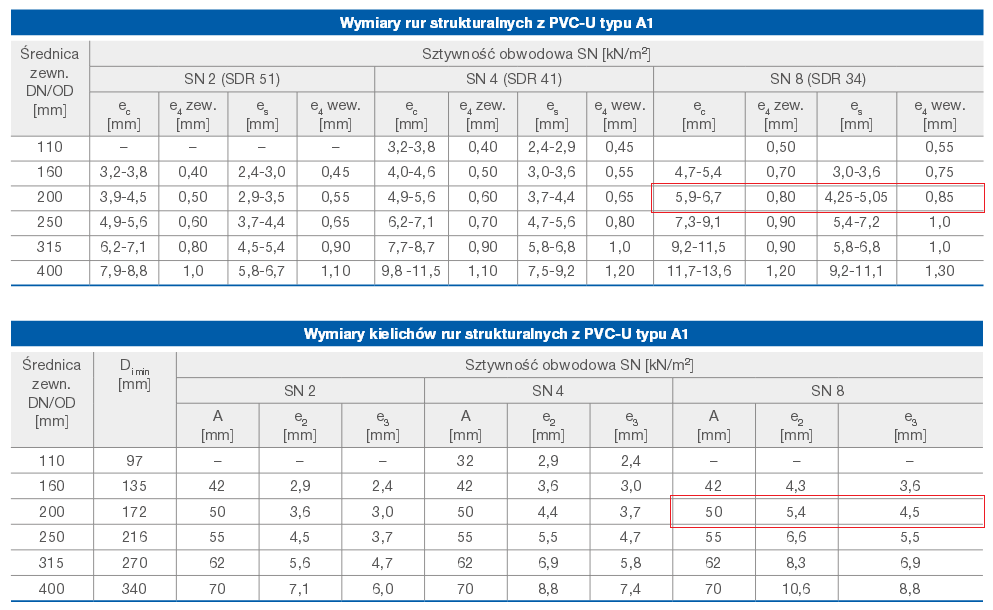 Wymiary rur strukturalnych z PVC-U typu A1
Średnica zewn. DN/OD [mm] Sztywność obwodowa SN [kN/m²]
SN 2 (SDR 51) SN 4 (SDR 41) SN 8 (SDR 34)
ec [mm] e4 zew. [mm] es [mm] e4 wew. [mm] ec [mm] e4 zew. [mm] es [mm] e4 wew. [mm] ec [mm] e4 zew. [mm] es [mm] e4 wew. [mm]
110 – – – – 3,2-3,8 0,40 2,4-2,9 0,45 0,50 0,55
160 3,2-3,8 0,40 2,4-3,0 0,45 4,0-4,6 0,50 3,0-3,6 0,55 4,7-5,4 0,70 3,0-3,6 0,75
200 3,9-4,5 0,50 2,9-3,5 0,55 4,9-5,6 0,60 3,7-4,4 0,65 5,9-6,7 0,80 4,25-5,05 0,85
250 4,9-5,6 0,60 3,7-4,4 0,65 6,2-7,1 0,70 4,7-5,6 0,80 7,3-9,1 0,90 5,4-7,2 1,0
315 6,2-7,1 0,80 4,5-5,4 0,90 7,7-8,7 0,90 5,8-6,8 1,0 9,2-11,5 0,90 5,8-6,8 1,0
400 7,9-8,8 1,0 5,8-6,7 1,10 9,8 -11,5 1,10 7,5-9,2 1,20 11,7-13,6 1,20 9,2-11,1 1,30
Wymiary kielichów rur strukturalnych z PVC-U typu A1
Średnica zewn. DN/OD [mm] Di min [mm] Sztywność obwodowa SN [kN/m²]
SN 2 SN 4 SN 8
A [mm] e2 [mm] e3 [mm] A [mm] e2 [mm] e3 [mm] A [mm] e2 [mm] e3 [mm]
110 97 – – – 32 2,9 2,4 – – –
160 135 42 2,9 2,4 42 3,6 3,0 42 4,3 3,6
200 172 50 3,6 3,0 50 4,4 3,7 50 5,4 4,5
250 216 55 4,5 3,7 55 5,5 4,7 55 6,6 5,5
315 270 62 5,6 4,7 62 6,9 5,8 62 8,3 6,9
400 340 70 7,1 6,0 70 8,8 7,4 70 10,6 8,8